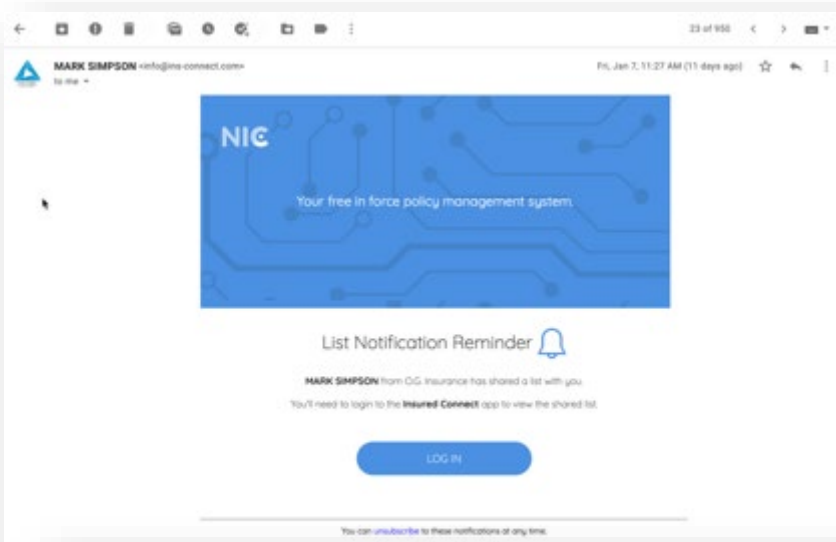 23 of 950
MARK SIMPSON <info@ins-connect.com>
Fri, Jan 7, 11:27 AM (11 days ago)
to me
NIC
Your free in force policy management system.
List Notification Reminder
MARK SIMPSON from O.G. Insurance has shared a list with you.
You'll need to login to the Insured Connect app to view the shared list.
LOG IN
You can unsubscribe to these notifications at any time.